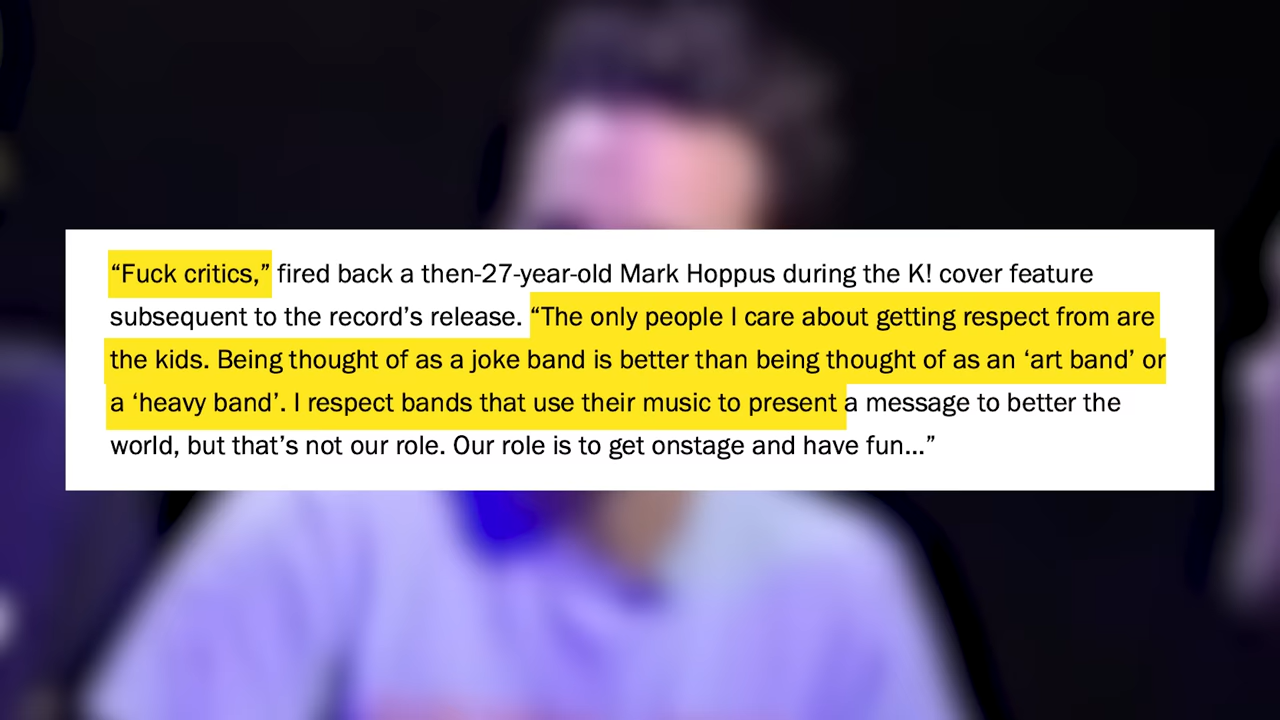 “Fuck critics,” fired back a then-27-year-old Mark Hoppus during the K! cover feature
subsequent to the record’s release. “The only people I care about getting respect from are
the kids. Being thought of as a joke band is better than being thought of as an ‘art band’ or
a ‘heavy band’. I respect bands that use their music to present a message to better the
world, but that’s not our role. Our role is to get onstage and have fun...”